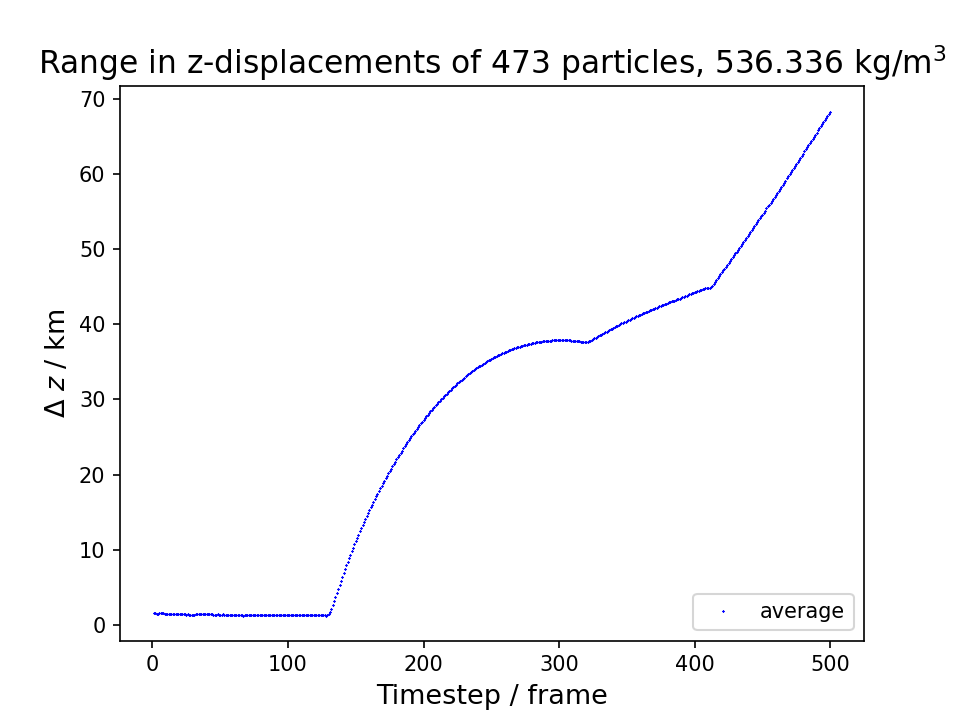 Range in z-displacements of 473 particles, 536.336 kg/m³
70
60
50
40
30
20
10
0
Δ z / km
average
0 100 200 300 400 500
Timestep / frame